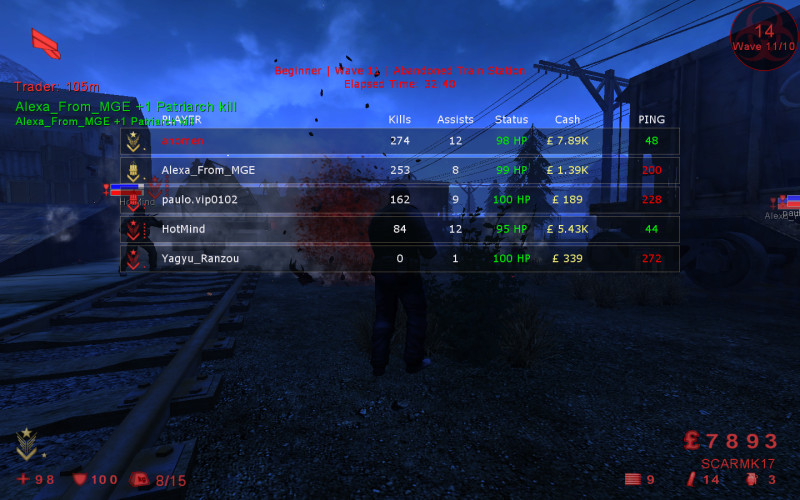 14
Wave 11/10
Beginner | Wave 11 | Abandoned Train Station
Elapsed Time: 32:40
Trader: 105m
Alexa_From_MGE +1 Patriarch kill
Alexa_From_MGE +1 Patriarch kill
PLAYER Kills Assists Status Cash PING
274 12 98 HP £ 7.89K 48
Alexa_From_MGE 253 8 99 HP £ 1.39K 200
paulo.vip0102 162 9 100 HP £ 189 228
HotMind 84 12 95 HP £ 5.43K 44
Yagyu_Ranzou 0 1 100 HP £ 339 272
HotMind
£7893
SCARMK17
98 100 8/15 9 14 3